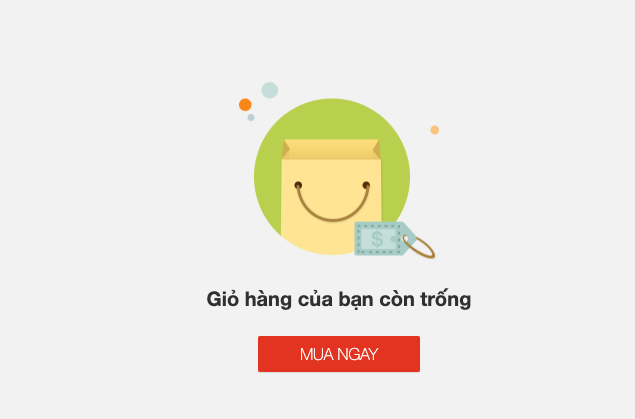 $
Giỏ hàng của bạn còn trống
MUA NGAY